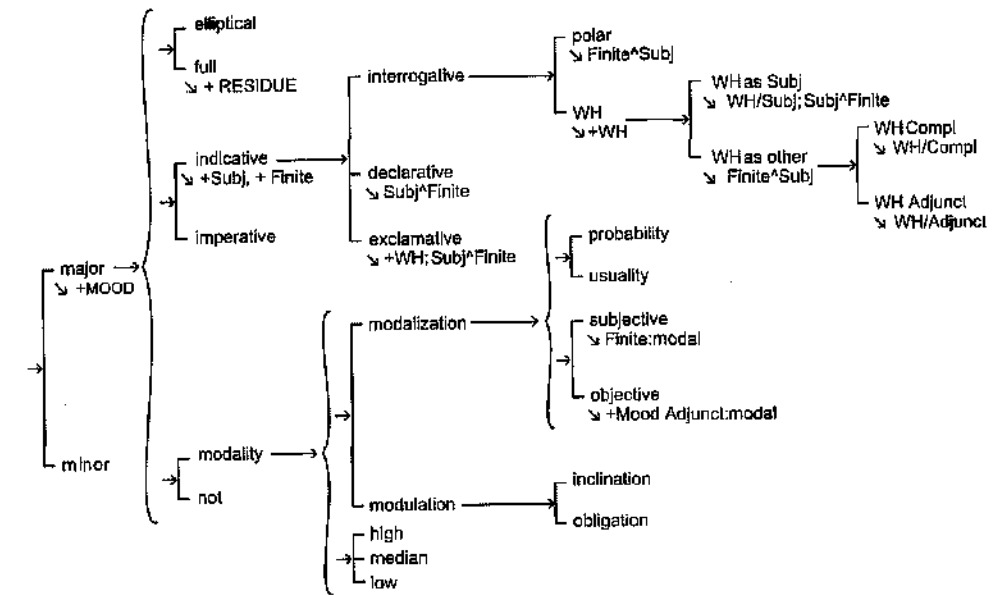 elliptical
full
↘ + RESIDUE
indicative
↘ +Subj, + Finite
imperative
major
↘ +MOOD
minor
interrogative
declarative
↘ Subj^Finite
exclamative
↘ +WH; Subj^Finite
polar
↘ Finite^Subj
WH
↘ +WH
WH as Subj
↘ WH/Subj; Subj^Finite
WH as other
↘ Finite^Subj
WH Compl
↘ WH/Compl
WH Adjunct
↘ WH/Adjunct
modality
not
modalization
modulation
high
median
low
probability
usuality
subjective
↘ Finite:modal
objective
↘ +Mood Adjunct:modal
inclination
obligation